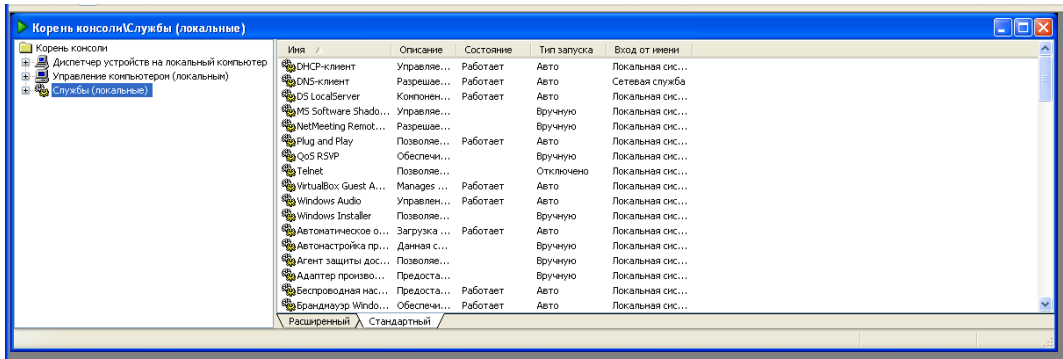 Корень консоли\Службы (локальные)
Корень консоли
Диспетчер устройств на локальный компьютер
Управление компьютером (локальным)
Службы (локальные)
Имя Описание Состояние Тип запуска Вход от имени
DHCP-клиент Управляе... Работает Авто Локальная сис...
DNS-клиент Разрешае... Работает Авто Сетевая служба
DS LocalServer Компонен... Работает Авто Локальная сис...
MS Software Shado... Управляе... Вручную Локальная сис...
NetMeeting Remot... Разрешае... Вручную Локальная сис...
Plug and Play Позволяе... Работает Авто Локальная сис...
QoS RSVP Обеспечи... Вручную Локальная сис...
Telnet Позволяе... Отключено Локальная сис...
VirtualBox Guest A... Manages ... Работает Авто Локальная сис...
Windows Audio Управлен... Работает Авто Локальная сис...
Windows Installer Позволяе... Вручную Локальная сис...
Автоматическое о... Загрузка ... Работает Авто Локальная сис...
Автонастройка пр... Данная с... Вручную Локальная сис...
Агент защиты дос... Позволяе... Вручную Локальная сис...
Адаптер произво... Предоста... Вручную Локальная сис...
Беспроводная нас... Предоста... Работает Авто Локальная сис...
Брандмауэр Windo... Обеспечи... Работает Авто Локальная сис...
Расширенный Стандартный